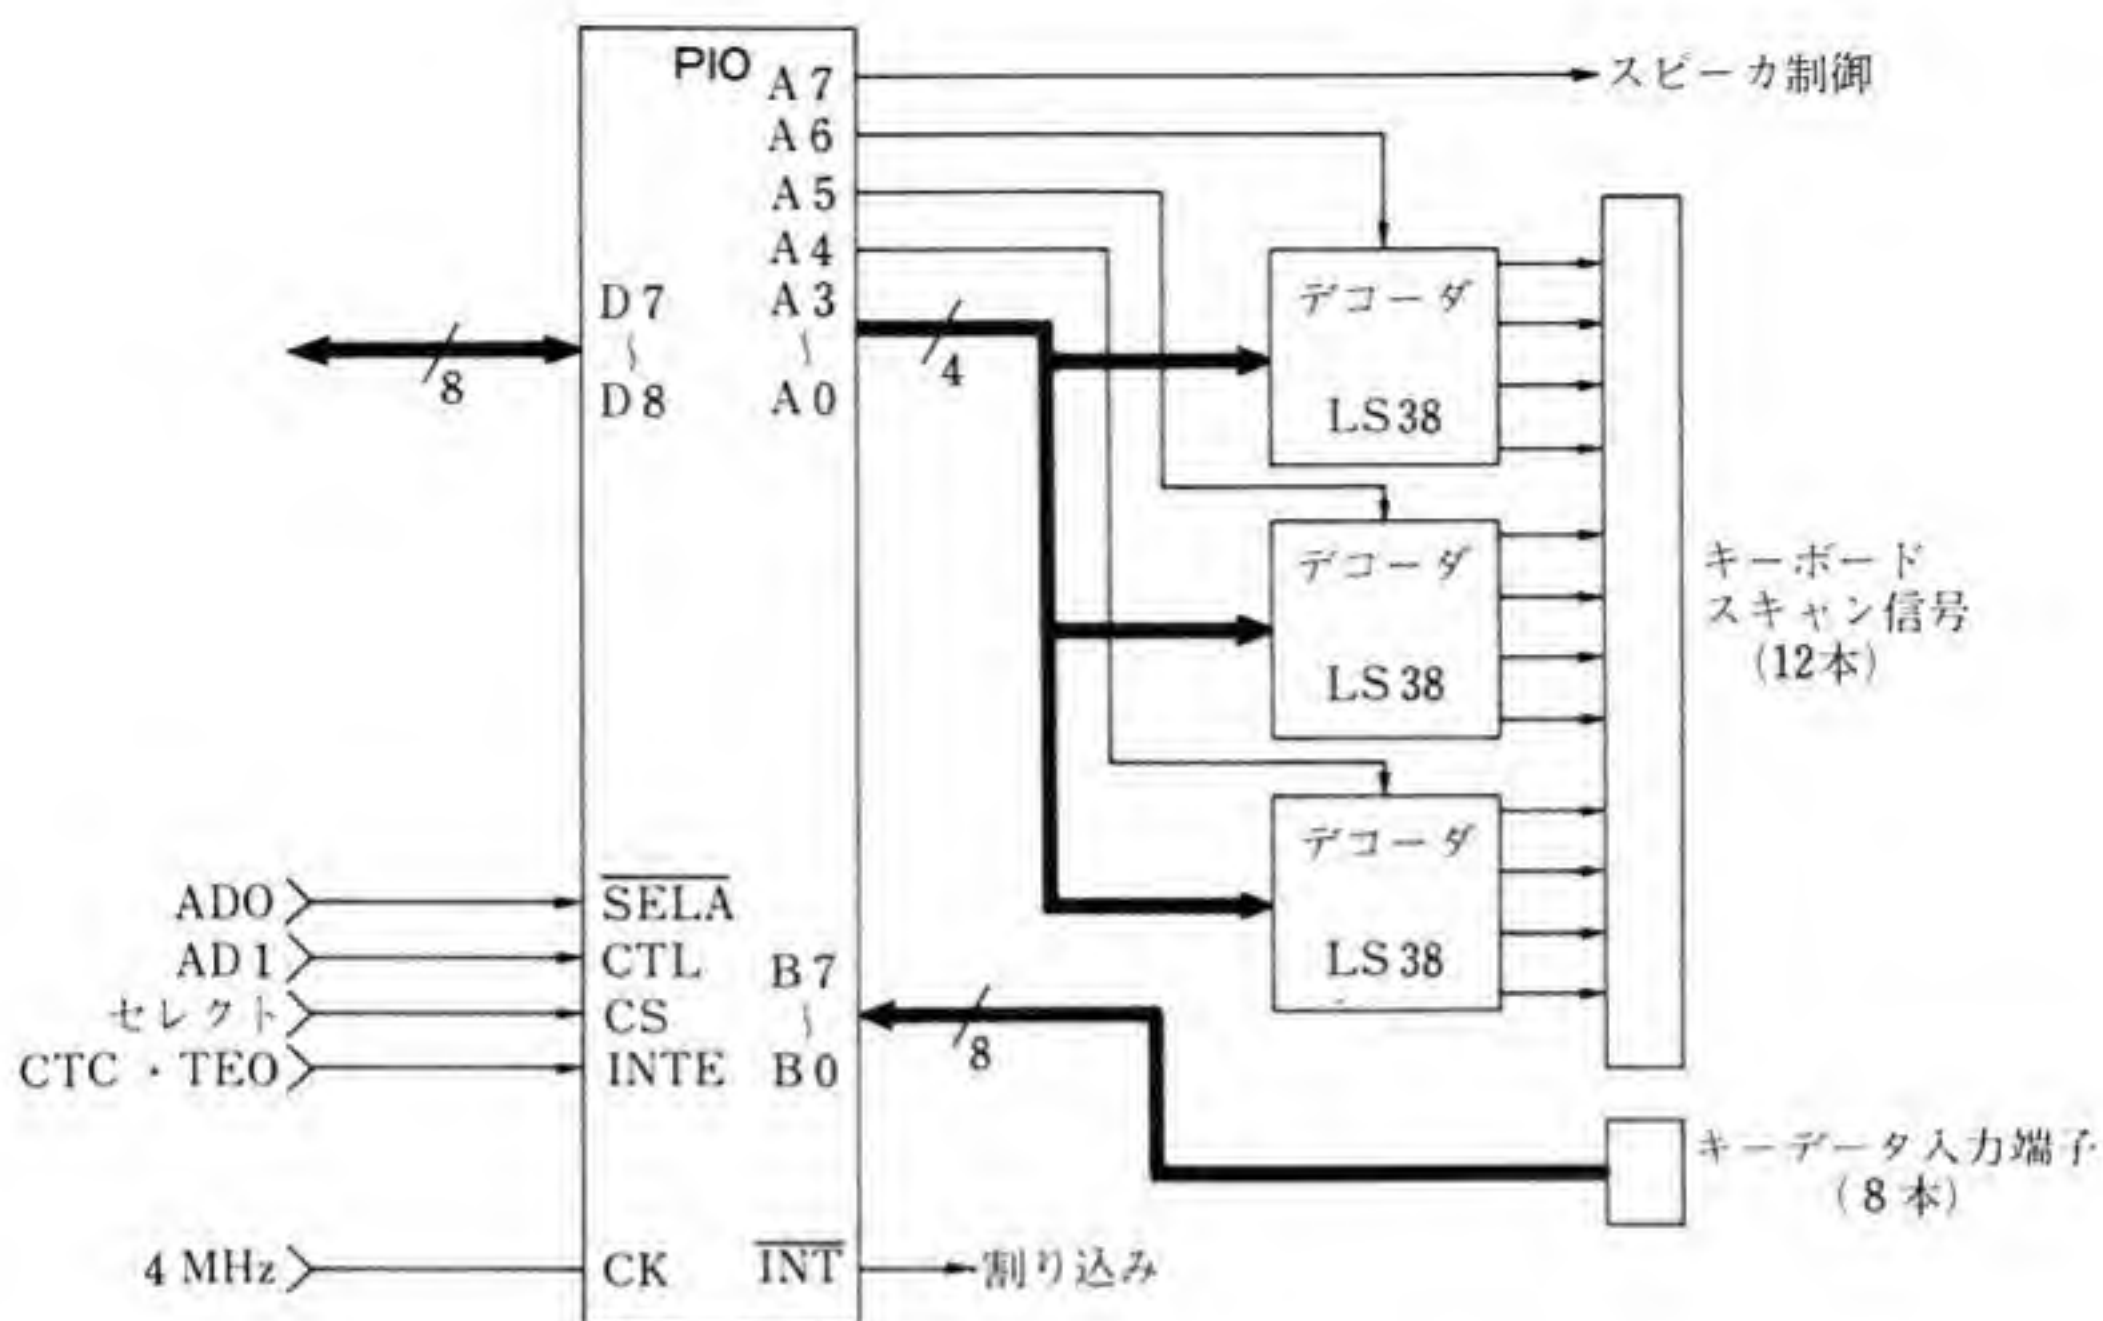 PIO
A7
スピーカ制御
A6
A5
A4
D7
〜
D8
A3
〜
A0
8
4
デコーダ
LS38
デコーダ
LS38
デコーダ
LS38
キーボード
スキャン信号
(12本)
AD0
SELA
AD1
CTL
セレクト
CS
CTC・TE0
INTE
B7
〜
B0
8
キーデータ入力端子
(8本)
4 MHz
CK
INT
割り込み